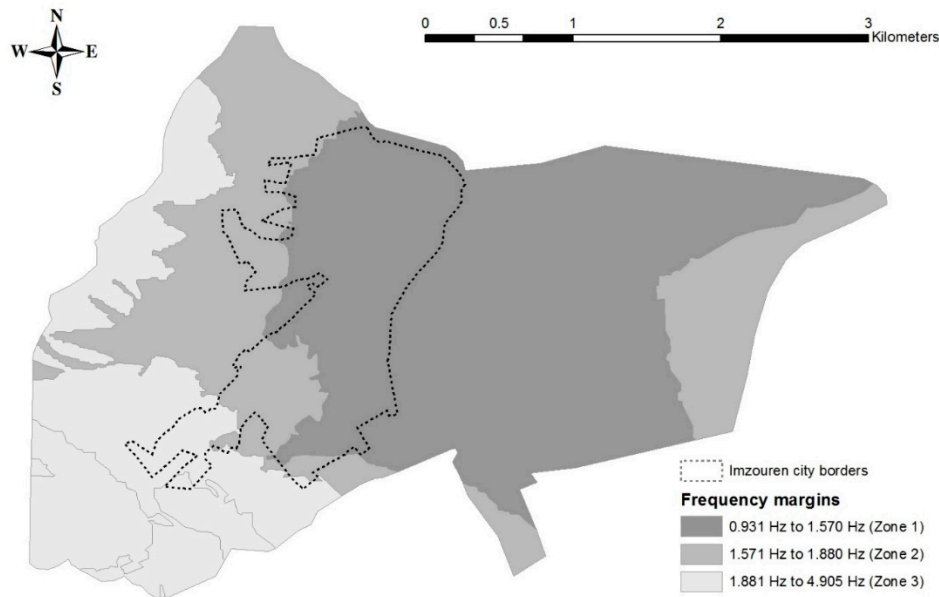 N
W E
S
0 0.5 1 2 3
Kilometers
Imzouren city borders
Frequency margins
0.931 Hz to 1.570 Hz (Zone 1)
1.571 Hz to 1.880 Hz (Zone 2)
1.881 Hz to 4.905 Hz (Zone 3)